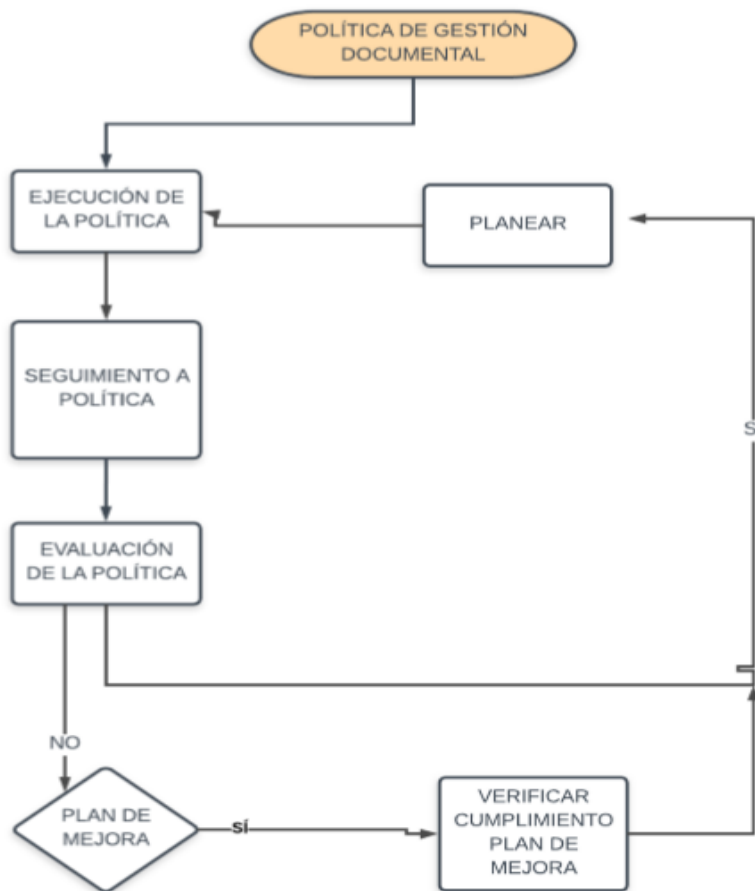 POLÍTICA DE GESTIÓN
DOCUMENTAL
EJECUCIÓN DE
LA POLÍTICA
PLANEAR
SEGUIMIENTO A
POLÍTICA
S
EVALUACIÓN
DE LA POLÍTICA
NO
PLAN DE
MEJORA
SÍ
VERIFICAR
CUMPLIMIENTO
PLAN DE
MEJORA